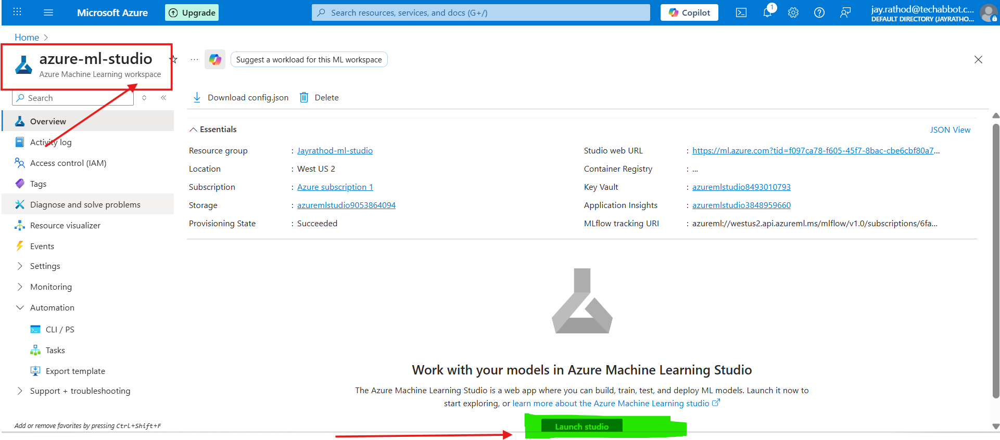 Microsoft Azure
Upgrade
Search resources, services, and docs (G+/)
Copilot
1
jay.rathod@techabbot.c...
DEFAULT DIRECTORY (JAYRATHO...
Home
azure-ml-studio
Azure Machine Learning workspace
...
Suggest a workload for this ML workspace
Search
Download config.json
Delete
Overview
Activity log
Access control (IAM)
Tags
Diagnose and solve problems
Resource visualizer
Events
Settings
Monitoring
Automation
CLI / PS
Tasks
Export template
Support + troubleshooting
Add or remove favorites by pressing Ctrl+Shift+F
Essentials
JSON View
Resource group : Jayrathod-ml-studio
Location : West US 2
Subscription : Azure subscription 1
Storage : azuremlstudio9053864094
Provisioning State : Succeeded
Studio web URL : https://ml.azure.com?tid=f097ca78-f605-45f7-8bac-cbe6cbf80a7...
Container Registry : ...
Key Vault : azuremlstudio8493010793
Application Insights : azuremlstudio3848959660
MLflow tracking URI : azureml://westus2.api.azureml.ms/mlflow/v1.0/subscriptions/6fa...
Work with your models in Azure Machine Learning Studio
The Azure Machine Learning Studio is a web app where you can build, train, test, and deploy ML models. Launch it now to
start exploring, or learn more about the Azure Machine Learning studio
Launch studio